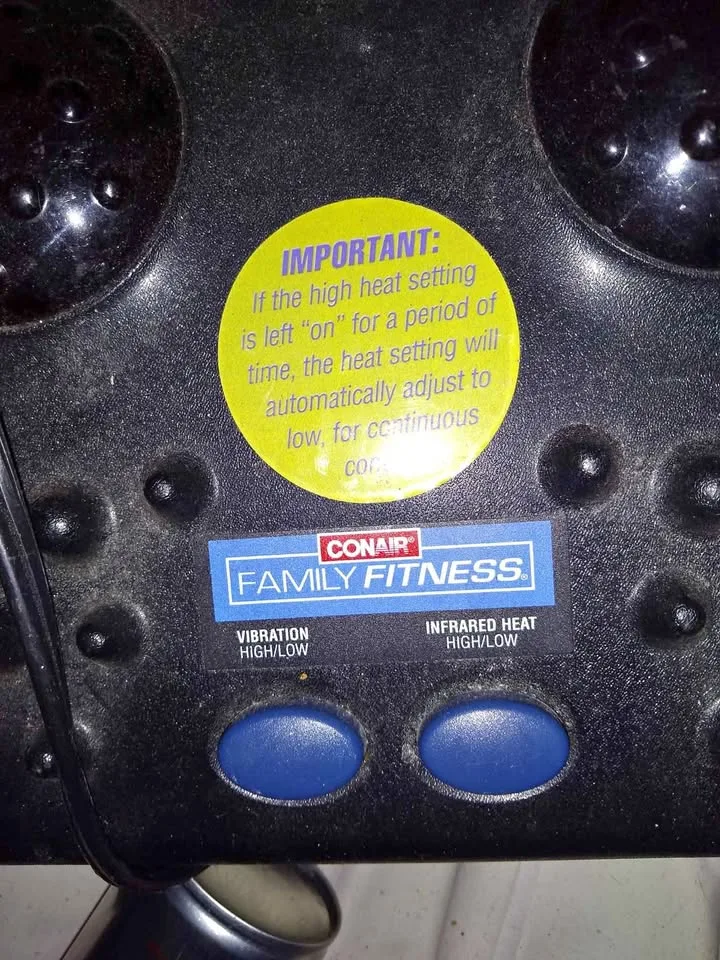 IMPORTANT:
If the high heat setting
is left "on" for a period of
time, the heat setting will
automatically adjust to
low, for continuous
CONAIR®
FAMILY FITNESS®
VIBRATION
HIGH/LOW
INFRARED HEAT
HIGH/LOW